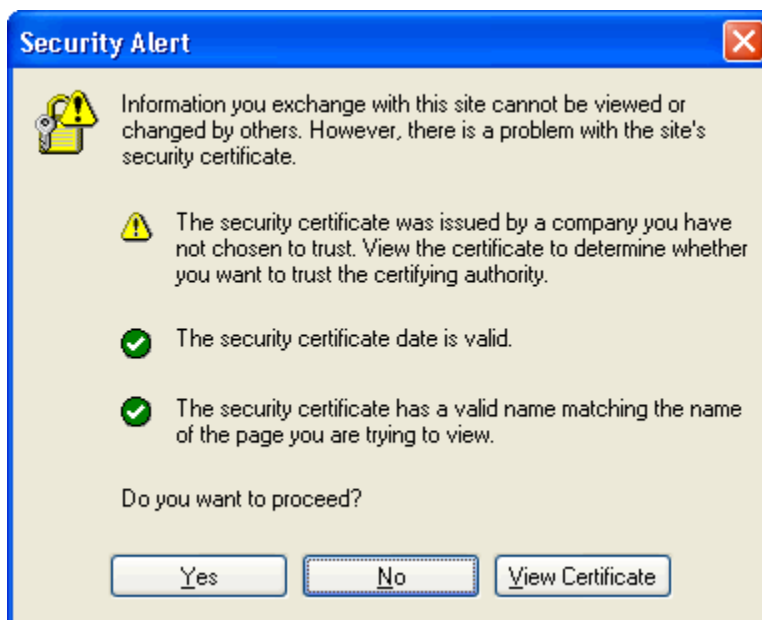 Security Alert
Information you exchange with this site cannot be viewed or
changed by others. However, there is a problem with the site's
security certificate.
The security certificate was issued by a company you have
not chosen to trust. View the certificate to determine whether
you want to trust the certifying authority.
The security certificate date is valid.
The security certificate has a valid name matching the name
of the page you are trying to view.
Do you want to proceed?
Yes No View Certificate